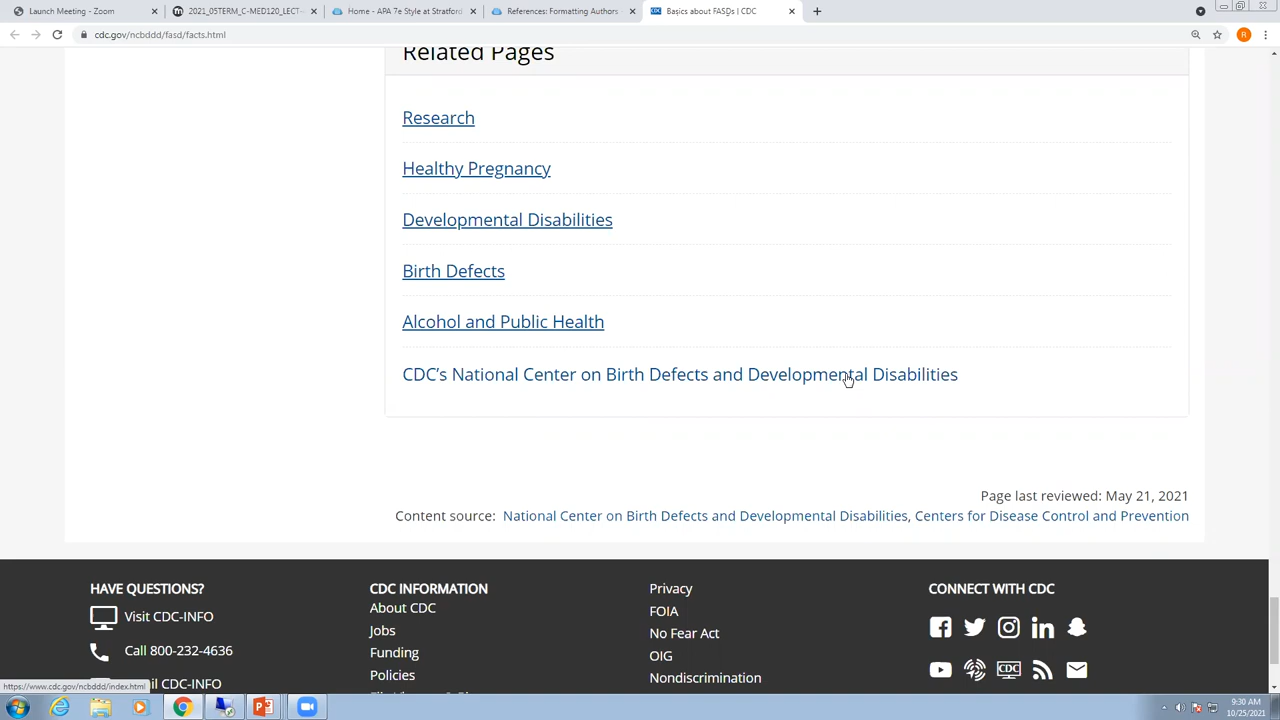 Launch Meeting - Zoom
2021_05TERM_C-MED120_LECT-
Home - APA 7e Style at Stratford
References: Formatting Authors
CDC
Basics about FASDs | CDC
cdc.gov/ncbddd/fasd/facts.html
R
Related Pages
Research
Healthy Pregnancy
Developmental Disabilities
Birth Defects
Alcohol and Public Health
CDC's National Center on Birth Defects and Developmental Disabilities
Page last reviewed: May 21, 2021
Content source: National Center on Birth Defects and Developmental Disabilities, Centers for Disease Control and Prevention
HAVE QUESTIONS?
Visit CDC-INFO
Call 800-232-4636
il CDC-INFO
CDC INFORMATION
About CDC
Jobs
Funding
Policies
Privacy
FOIA
No Fear Act
OIG
Nondiscrimination
CONNECT WITH CDC
https://www.cdc.gov/ncbddd/index.html
9:30 AM
10/25/2021